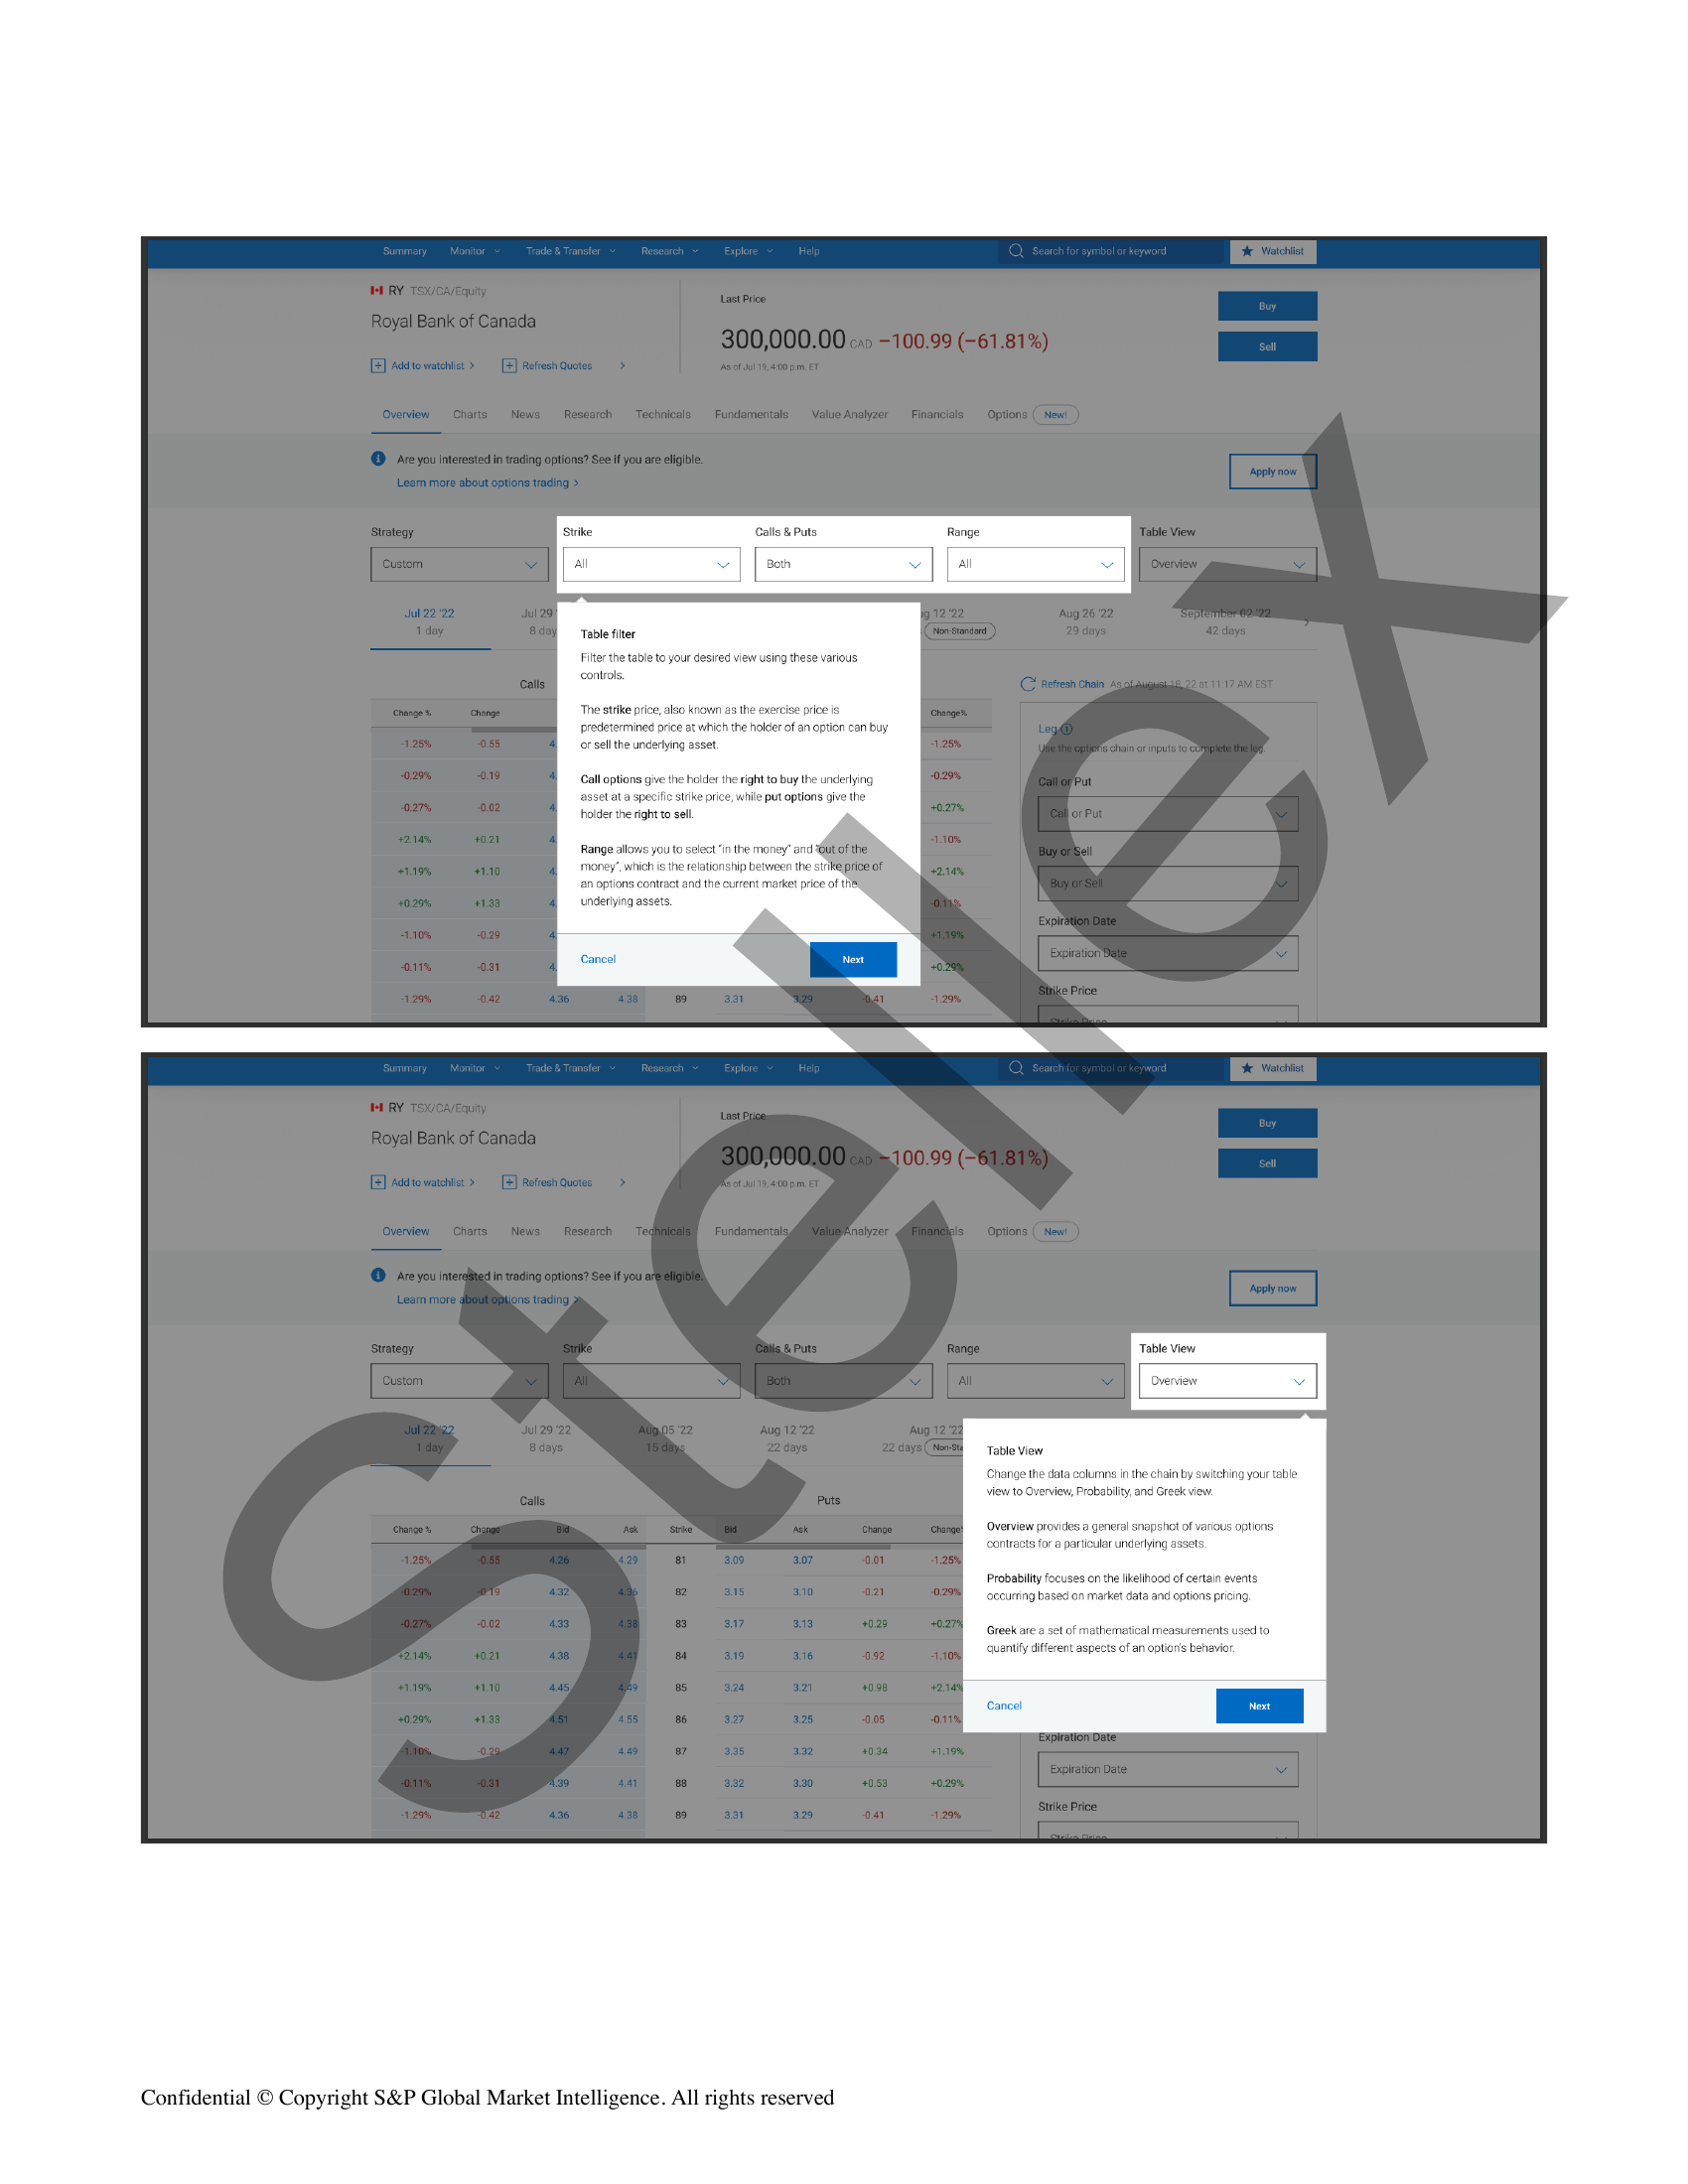 Summary Monitor Trade & Transfer Research Explore Help Search for symbol or keyword Watchlist
RY TSX/CA/Equity
Royal Bank of Canada
Add to watchlist > Refresh Quotes >
Last Price
300,000.00 CAD −100.99 (−61.81%)
As of Jul 19, 4:00 p.m. ET
Buy
Sell
Overview Charts News Research Technicals Fundamentals Value Analyzer Financials Options New!
Are you interested in trading options? See if you are eligible.
Learn more about options trading >
Apply now
Strategy Strike Calls & Puts Range Table View
Custom All Both All Overview
Jul 22 '22 Jul 29 12 '22 Aug 26 '22 September 02 '22
1 day 8 day Non-Standard 29 days 42 days
Table filter
Filter the table to your desired view using these various
controls.
The strike price, also known as the exercise price is
predetermined price at which the holder of an option can buy
or sell the underlying asset.
Call options give the holder the right to buy the underlying
asset at a specific strike price, while put options give the
holder the right to sell.
Range allows you to select "in the money" and "out of the
money", which is the relationship between the strike price of
an options contract and the current market price of the
underlying assets.
Cancel Next
Calls
Change % Change Change%
-1.25% -0.55 4. -1.25%
-0.29% -0.19 4. -0.29%
-0.27% -0.02 4. +0.27%
+2.14% +0.21 4. -1.10%
+1.19% +1.10 4. +2.14%
+0.29% +1.33 4. -0.11%
-1.10% -0.29 4. +1.19%
-0.11% -0.31 4. +0.29%
-1.29% -0.42 4.36 4.38 89 3.31 3.29 -0.41 -1.29%
Refresh Chain As of August 18, 22 at 11:17 AM EST
Leg 1
Use the options chain or inputs to complete the leg.
Call or Put
Call or Put
Buy or Sell
Buy or Sell
Expiration Date
Expiration Date
Strike Price
Strike Price
Summary Monitor Trade & Transfer Research Explore Help Search for symbol or keyword Watchlist
RY TSX/CA/Equity
Royal Bank of Canada
Add to watchlist > Refresh Quotes >
Last Price
300,000.00 CAD −100.99 (−61.81%)
As of Jul 19, 4:00 p.m. ET
Buy
Sell
Overview Charts News Research Technicals Fundamentals Value Analyzer Financials Options New!
Are you interested in trading options? See if you are eligible.
Learn more about options trading >
Apply now
Strategy Strike Calls & Puts Range Table View
Custom All Both All Overview
Jul 22 '22 Jul 29 '22 Aug 05 '22 Aug 12 '22 Aug 12 '22
1 day 8 days 15 days 22 days 22 days Non-Sta
Calls Puts
Change % Change Bid Ask Strike Bid Ask Change Change
-1.25% -0.55 4.26 4.29 81 3.09 3.07 -0.01 -1.25%
-0.29% -0.19 4.32 4.36 82 3.15 3.10 -0.21 -0.29%
-0.27% -0.02 4.33 4.38 83 3.17 3.13 +0.29 +0.27%
+2.14% +0.21 4.38 4.41 84 3.19 3.16 -0.92 -1.10%
+1.19% +1.10 4.45 4.49 85 3.24 3.21 +0.98 +2.14%
+0.29% +1.33 4.51 4.55 86 3.27 3.25 -0.05 -0.11%
-1.10% -0.29 4.47 4.49 87 3.35 3.32 +0.34 +1.19%
-0.11% -0.31 4.39 4.41 88 3.32 3.30 +0.53 +0.29%
-1.29% -0.42 4.36 4.38 89 3.31 3.29 -0.41 -1.29%
Table View
Change the data columns in the chain by switching your table
view to Overview, Probability, and Greek view.
Overview provides a general snapshot of various options
contracts for a particular underlying assets.
Probability focuses on the likelihood of certain events
occurring based on market data and options pricing.
Greek are a set of mathematical measurements used to
quantify different aspects of an option's behavior.
Cancel Next
Expiration Date
Expiration Date
Strike Price
Strike Price
Stellex
Confidential © Copyright S&P Global Market Intelligence. All rights reserved